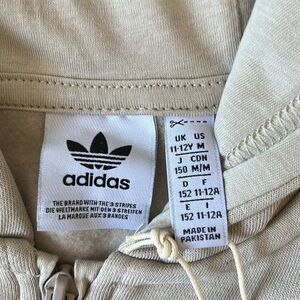 adidas
THE BRAND WITH THE 3 STRIPES
DIE WELTMARKE MIT DEN 3 STREIFEN
LA MARQUE AUX 3 BANDES
UK US
11-12Y M
J CDN
150 M/M
D F
152 11-12A
E I
152 11-12A
MADE IN
PAKISTAN